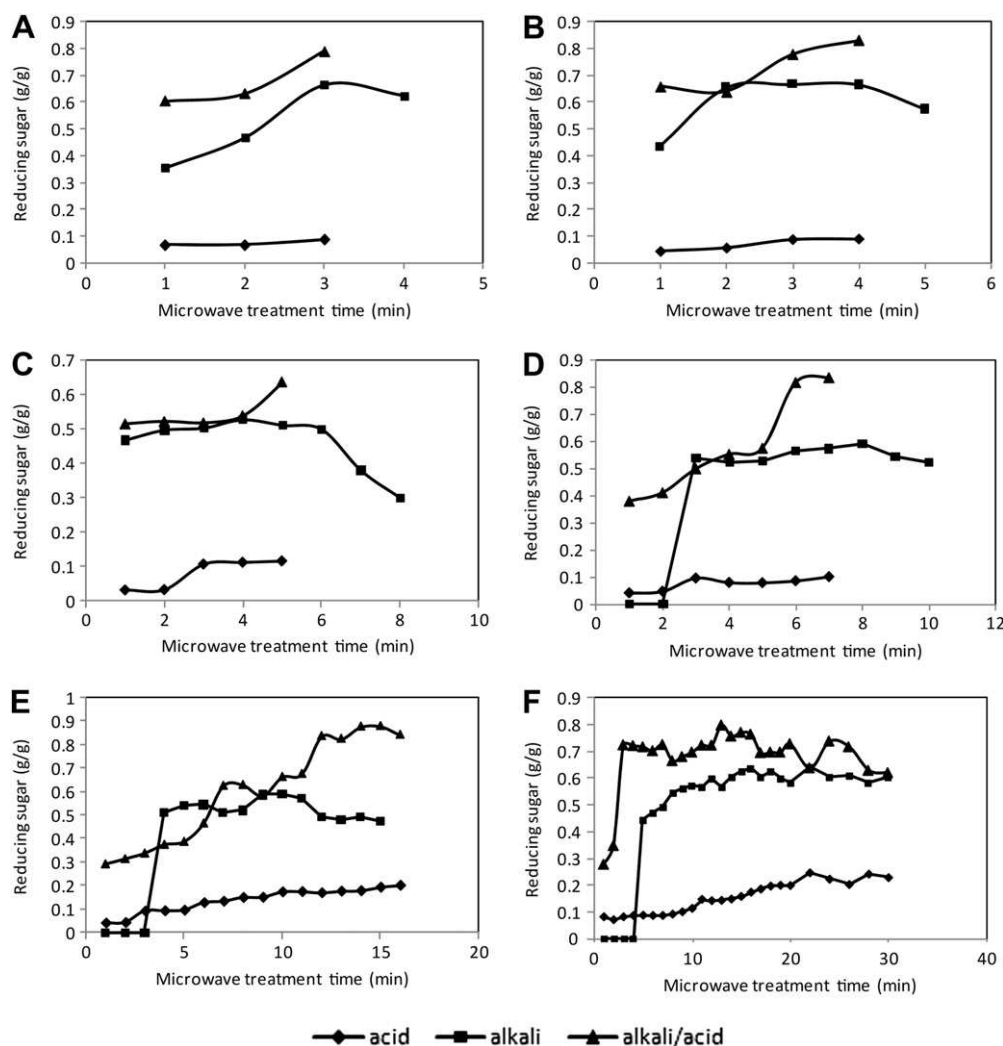 A
Reducing sugar (g/g)
0.9
0.8
0.7
0.6
0.5
0.4
0.3
0.2
0.1
0
0 1 2 3 4 5
Microwave treatment time (min)
B
Reducing sugar (g/g)
0.9
0.8
0.7
0.6
0.5
0.4
0.3
0.2
0.1
0
0 1 2 3 4 5 6
Microwave treatment time (min)
C
Reducing sugar (g/g)
0.7
0.6
0.5
0.4
0.3
0.2
0.1
0
0 2 4 6 8 10
Microwave treatment time (min)
D
Reducing sugar (g/g)
0.9
0.8
0.7
0.6
0.5
0.4
0.3
0.2
0.1
0
0 2 4 6 8 10 12
Microwave treatment time (min)
E
Reducing sugar (g/g)
1
0.9
0.8
0.7
0.6
0.5
0.4
0.3
0.2
0.1
0
0 5 10 15 20
Microwave treatment time (min)
F
Reducing sugar (g/g)
0.9
0.8
0.7
0.6
0.5
0.4
0.3
0.2
0.1
0
0 10 20 30 40
Microwave treatment time (min)
acid alkali alkali/acid